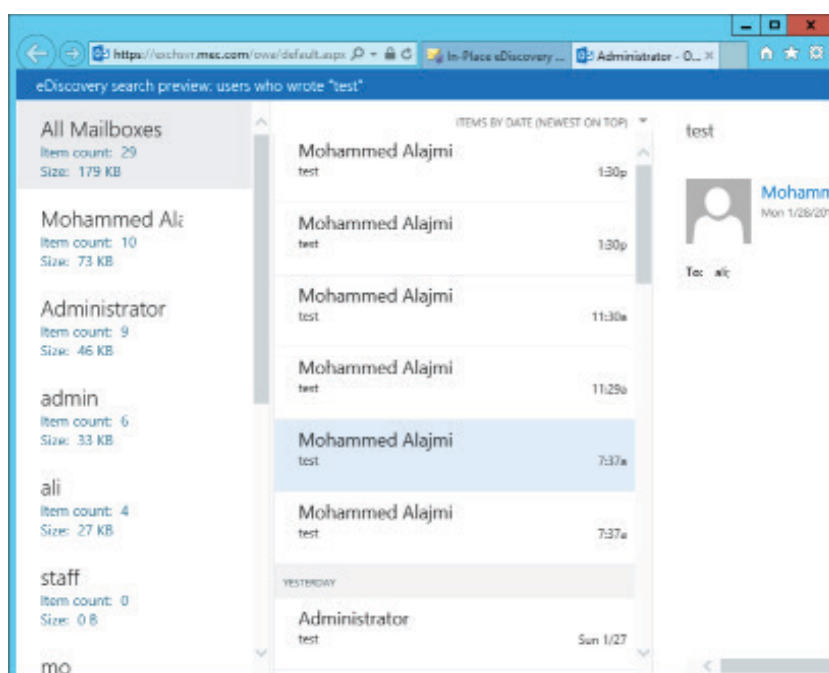 https://exchsvr.mec.com/owa/default.aspx
In-Place eDiscovery ...
Administrator - O...
eDiscovery search preview: users who wrote "test"
All Mailboxes
Item count: 29
Size: 179 KB
Mohammed Ala
Item count: 10
Size: 73 KB
Administrator
Item count: 9
Size: 46 KB
admin
Item count: 6
Size: 33 KB
ali
Item count: 4
Size: 27 KB
staff
Item count: 0
Size: 0 B
mo
ITEMS BY DATE (NEWEST ON TOP)
Mohammed Alajmi
test 1:30p
Mohammed Alajmi
test 1:30p
Mohammed Alajmi
test 11:30a
Mohammed Alajmi
test 11:29a
Mohammed Alajmi
test 7:37a
Mohammed Alajmi
test 7:37a
YESTERDAY
Administrator
test Sun 1/27
test
Mohamm
Mon 1/28/201
To: